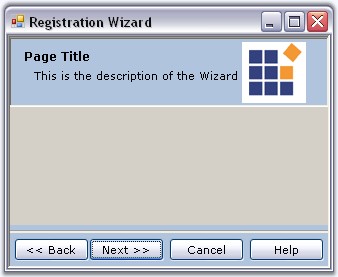 Registration Wizard
Page Title
This is the description of the Wizard
<< Back
Next >>
Cancel
Help